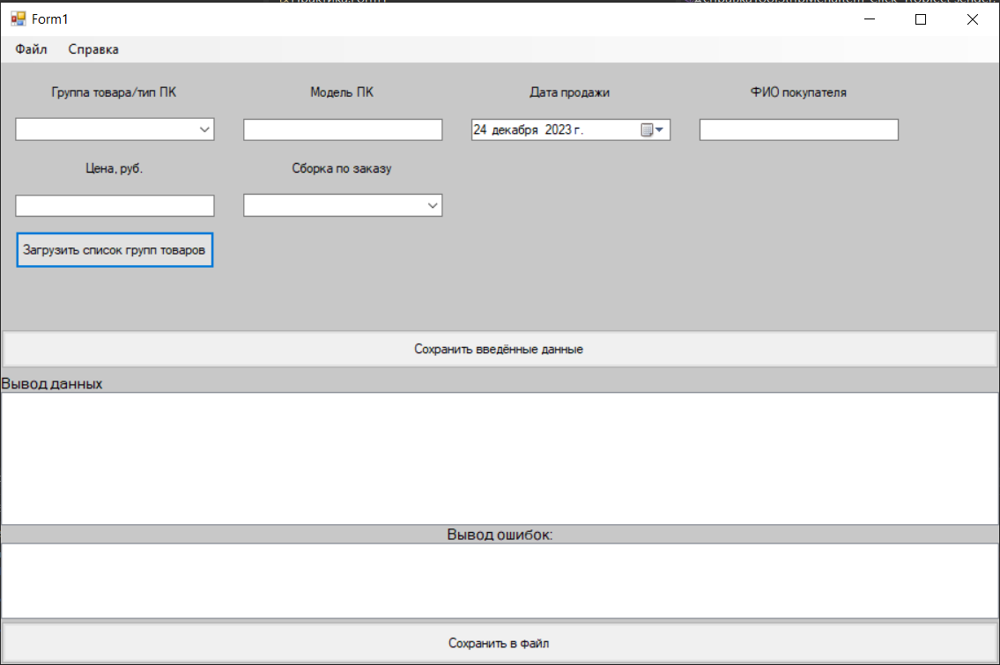 Form1
Файл Справка
Группа товара/тип ПК Модель ПК Дата продажи ФИО покупателя
24 декабря 2023 г.
Цена, руб. Сборка по заказу
Загрузить список групп товаров
Сохранить введённые данные
Вывод данных
Вывод ошибок:
Сохранить в файл